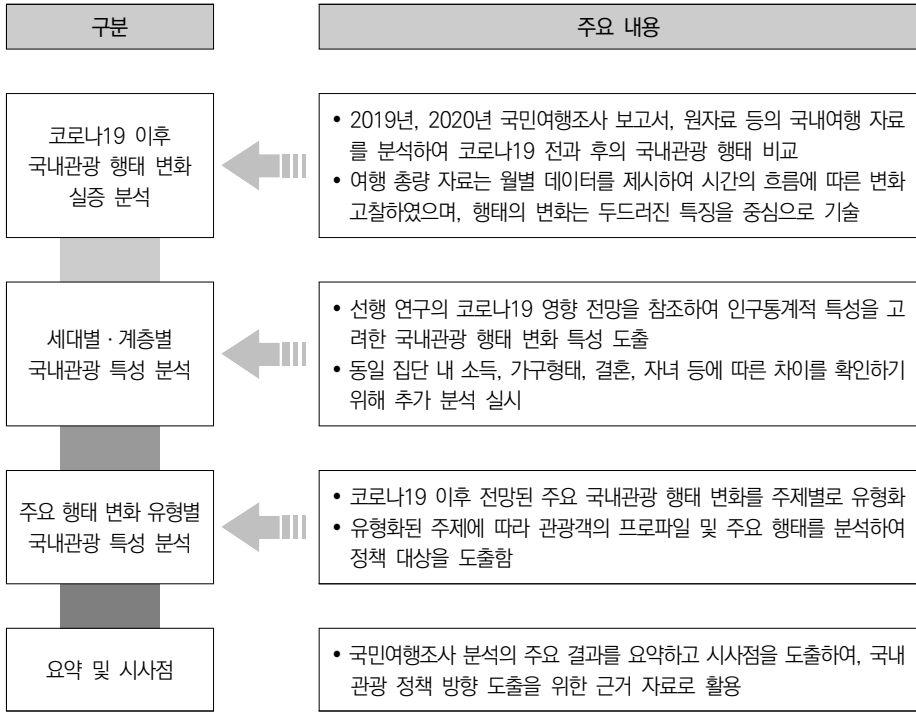 구분
주요 내용
코로나19 이후
국내관광 행태 변화
실증 분석
• 2019년, 2020년 국민여행조사 보고서, 원자료 등의 국내여행 자료
를 분석하여 코로나19 전과 후의 국내관광 행태 비교
• 여행 총량 자료는 월별 데이터를 제시하여 시간의 흐름에 따른 변화
고찰하였으며, 행태의 변화는 두드러진 특징을 중심으로 기술
세대별 · 계층별
국내관광 특성 분석
• 선행 연구의 코로나19 영향 전망을 참조하여 인구통계적 특성을 고
려한 국내관광 행태 변화 특성 도출
• 동일 집단 내 소득, 가구형태, 결혼, 자녀 등에 따른 차이를 확인하기
위해 추가 분석 실시
주요 행태 변화 유형별
국내관광 특성 분석
• 코로나19 이후 전망된 주요 국내관광 행태 변화를 주제별로 유형화
• 유형화된 주제에 따라 관광객의 프로파일 및 주요 행태를 분석하여
정책 대상을 도출함
요약 및 시사점
• 국민여행조사 분석의 주요 결과를 요약하고 시사점을 도출하여, 국내
관광 정책 방향 도출을 위한 근거 자료로 활용